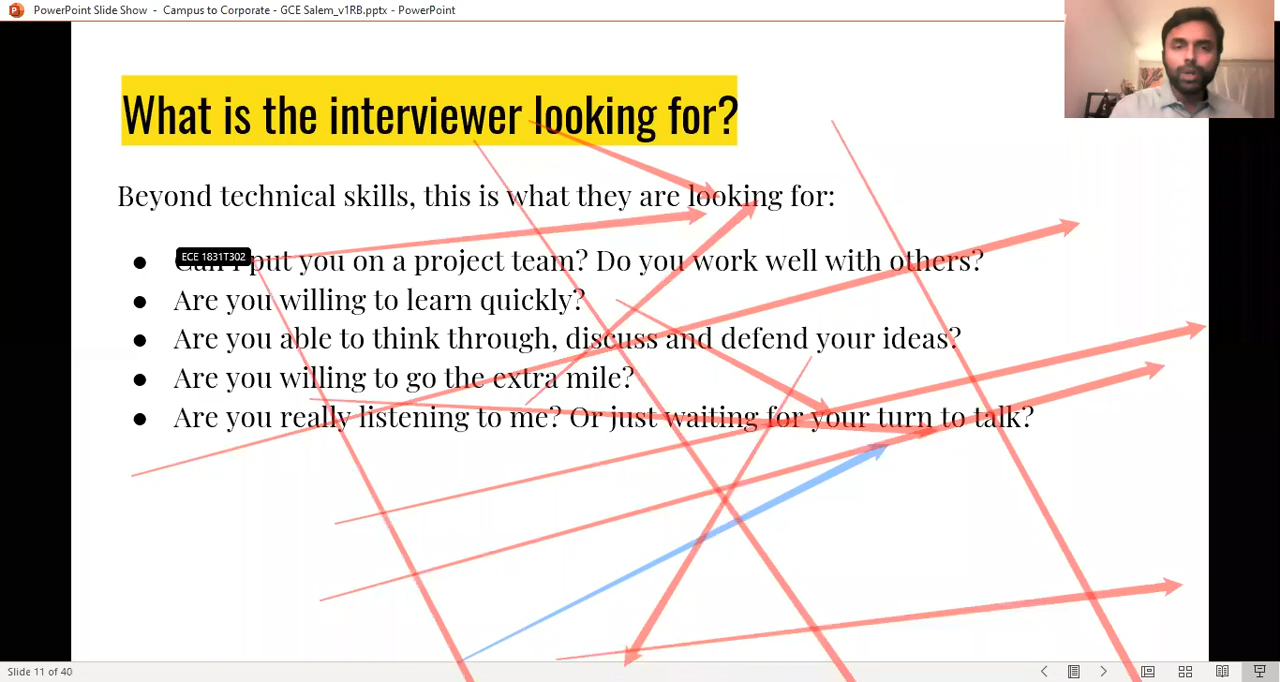 PowerPoint Slide Show - Campus to Corporate - GCE Salem_v1RB.pptx - PowerPoint
What is the interviewer looking for?
Beyond technical skills, this is what they are looking for:
ECE 1831T302
● Can I put you on a project team? Do you work well with others?
● Are you willing to learn quickly?
● Are you able to think through, discuss and defend your ideas?
● Are you willing to go the extra mile?
● Are you really listening to me? Or just waiting for your turn to talk?
Slide 11 of 40